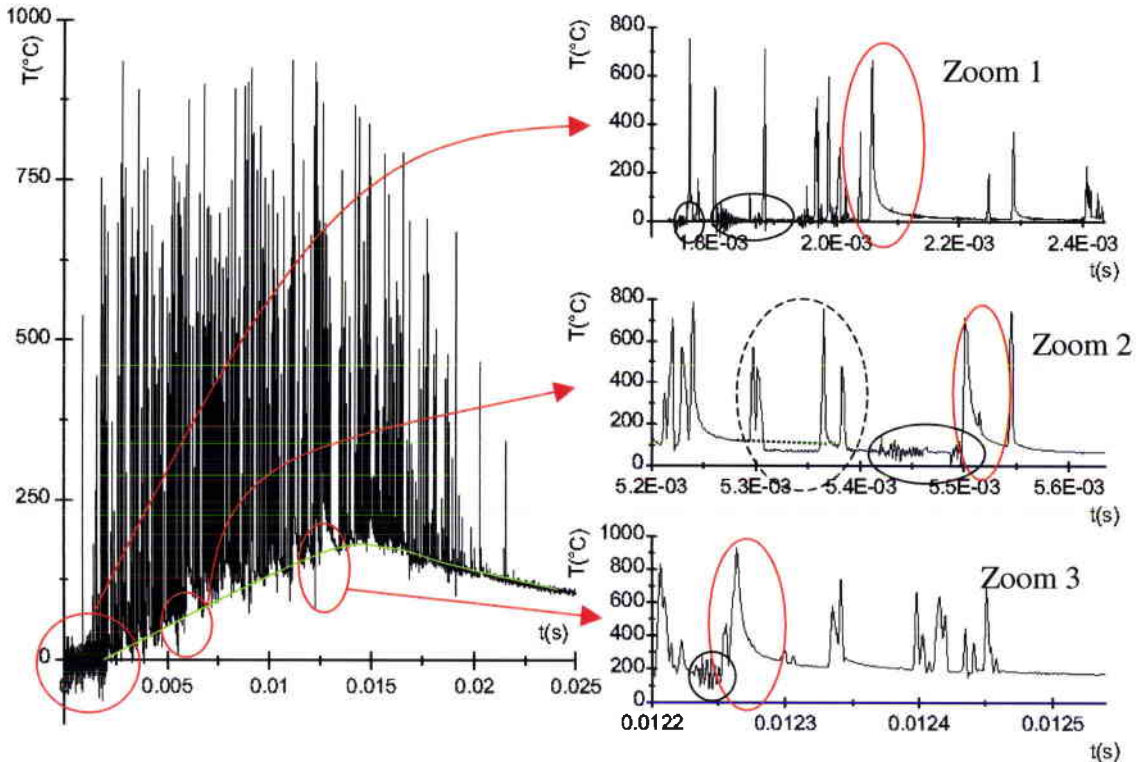 T(°C)
1000
750
500
250
0
0
0.005
0.01
0.015
0.02
0.025
t(s)
T(°C)
800
600
400
200
0
1.8E-03
2.0E-03
2.2E-03
2.4E-03
t(s)
Zoom 1
T(°C)
800
600
400
200
0
5.2E-03
5.3E-03
5.4E-03
5.5E-03
5.6E-03
t(s)
Zoom 2
T(°C)
1000
800
600
400
200
0
0.0122
0.0123
0.0124
0.0125
t(s)
Zoom 3